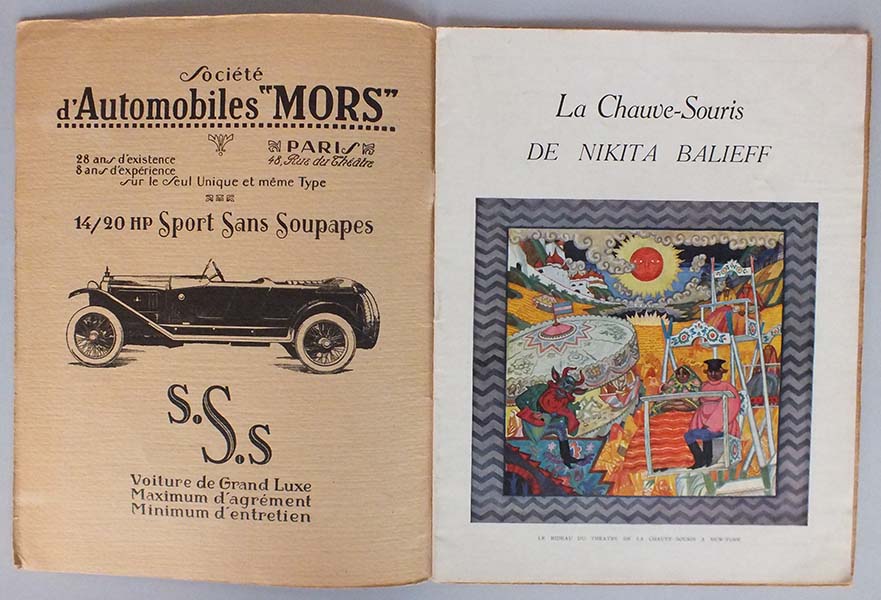 Société
d'Automobiles "MORS"
28 ans d'existence
8 ans d'expérience
PARIS
48, Rue du Théâtre
sur le Seul Unique et même Type
14/20 HP Sport Sans Soupapes
S.S.S
Voiture de Grand Luxe
Maximum d'agrément
Minimum d'entretien
La Chauve-Souris
DE NIKITA BALIEFF
LE RIDEAU DU THEATRE DE LA CHAUVE-SOURIS A NEW-YORK